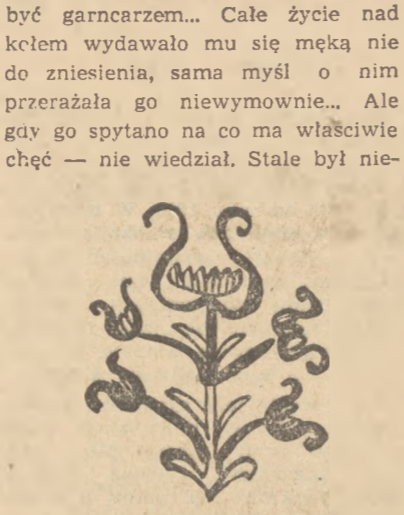 być garncarzem... Całe życie nad
kołem wydawało mu się męką nie
do zniesienia, sama myśl o nim
przerażała go niewymownie... Ale
gdy go spytano na co ma właściwie
chęć — nie wiedział. Stale był nie-